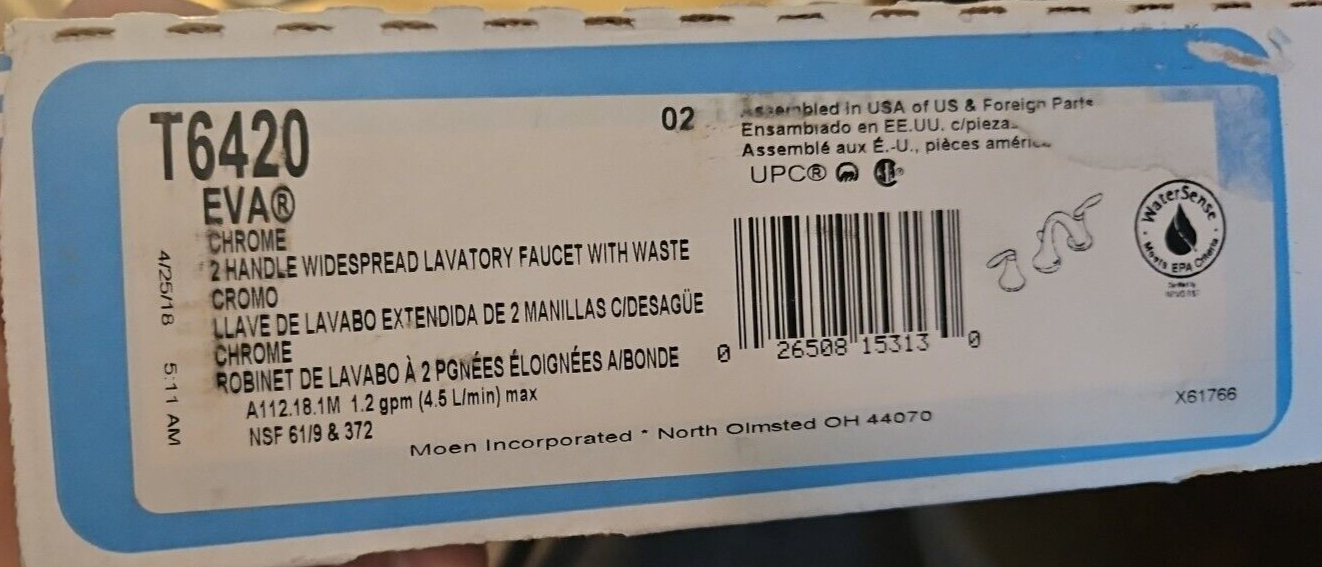 T6420
EVA®
CHROME
2 HANDLE WIDESPREAD LAVATORY FAUCET WITH WASTE
CROMO
LLAVE DE LAVABO EXTENDIDA DE 2 MANILLAS C/DESAGÜE
CHROME
ROBINET DE LAVABO À 2 PGNÉES ÉLOIGNÉES A/BONDE
A112.18.1M 1.2 gpm (4.5 L/min) max
NSF 61/9 & 372
4/25/18 5:11 AM
02
Assembled in USA of US & Foreign Parts
Ensamblado en EE.UU. c/pieza
Assemblé aux É.-U., pièces
UPC®
0 26508 15313 0
WaterSense
Meets EPA Criteria
Certified by
X61766
Moen Incorporated * North Olmsted OH 44070